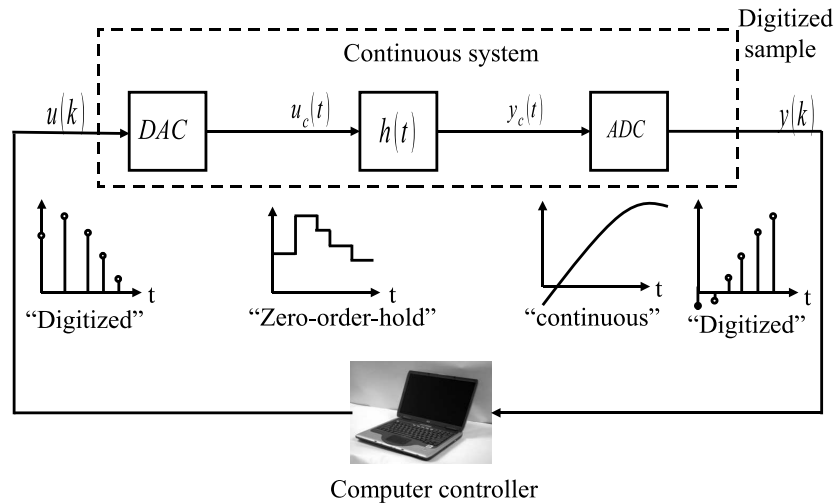 Digitized
sample
Continuous system
u(k)
DAC
u_c(t)
h(t)
y_c(t)
ADC
y(k)
t
t
t
t
“Digitized”
“Zero-order-hold”
“continuous”
“Digitized”
Computer controller